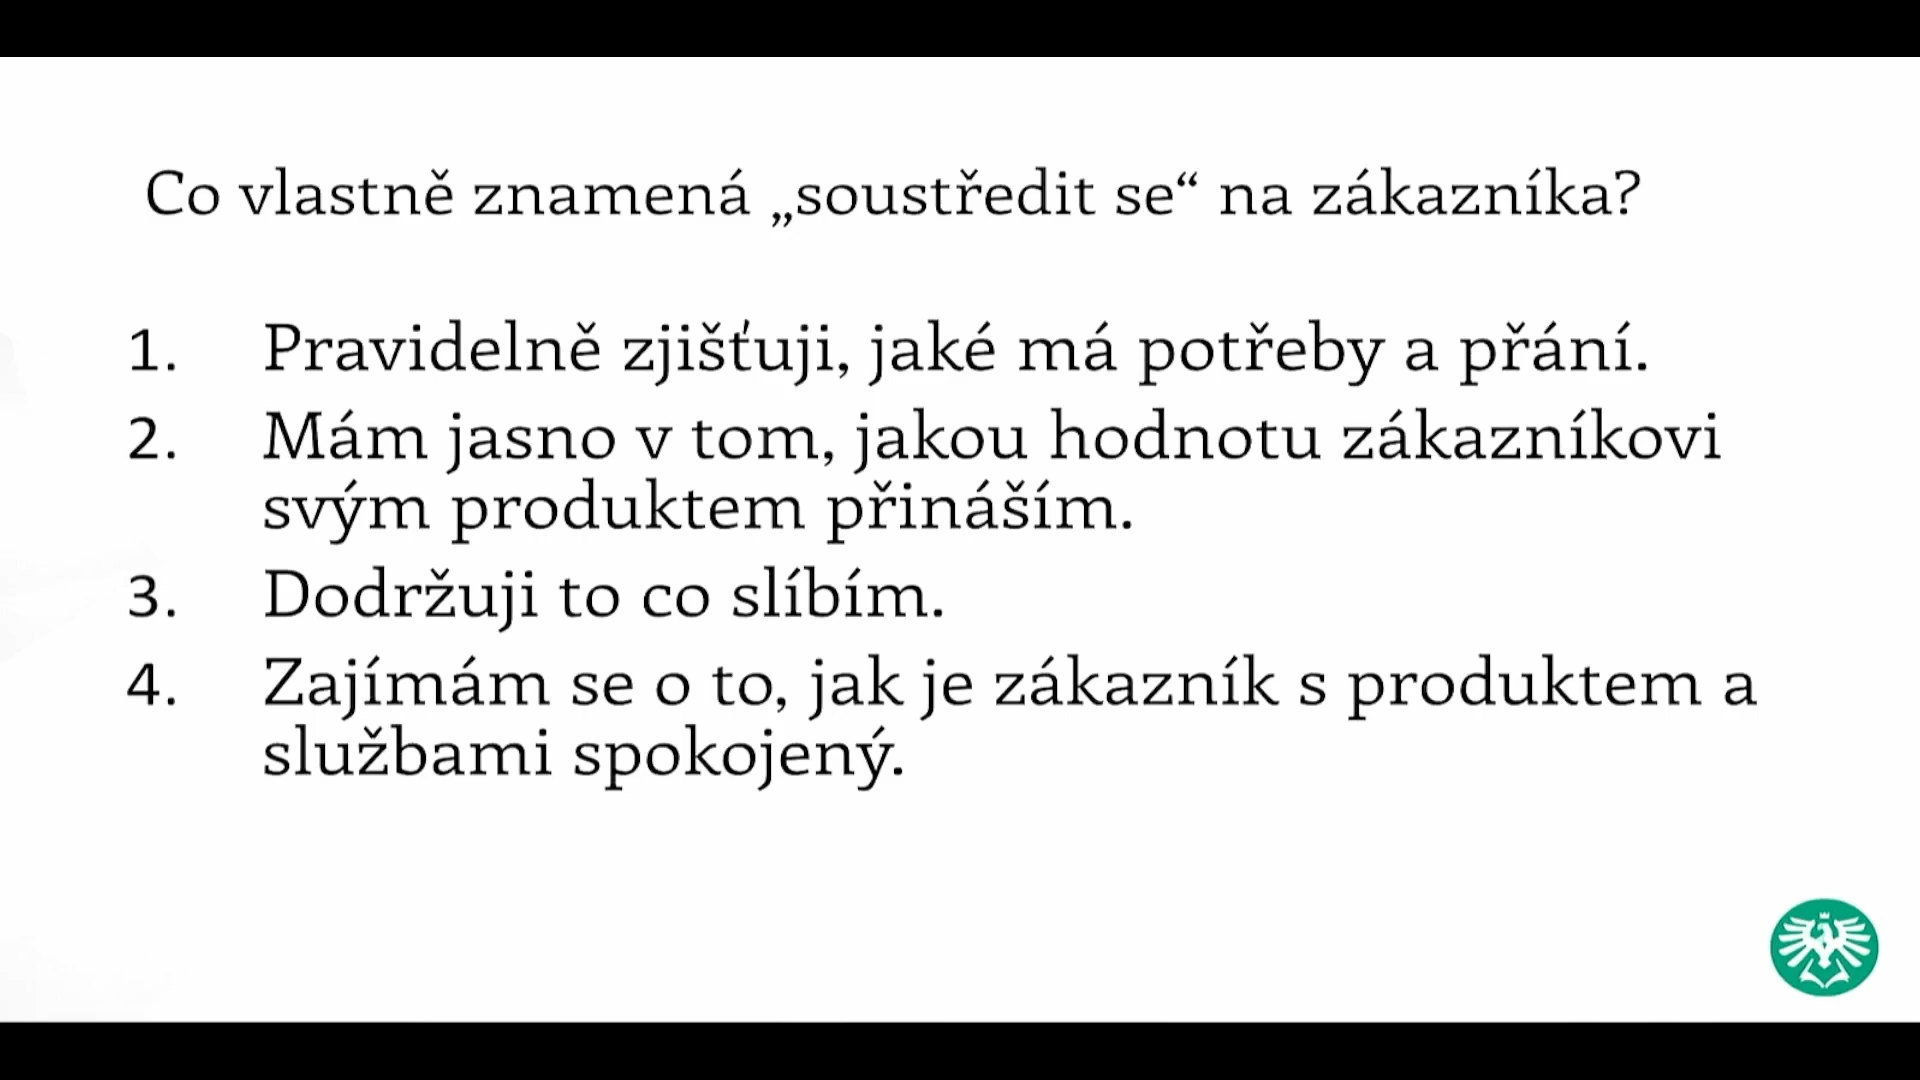 Co vlastně znamená „soustředit se“ na zákazníka?
1. Pravidelně zjišťuji, jaké má potřeby a přání.
2. Mám jasno v tom, jakou hodnotu zákazníkovi
svým produktem přináším.
3. Dodržuji to co slíbím.
4. Zajímám se o to, jak je zákazník s produktem a
službami spokojený.